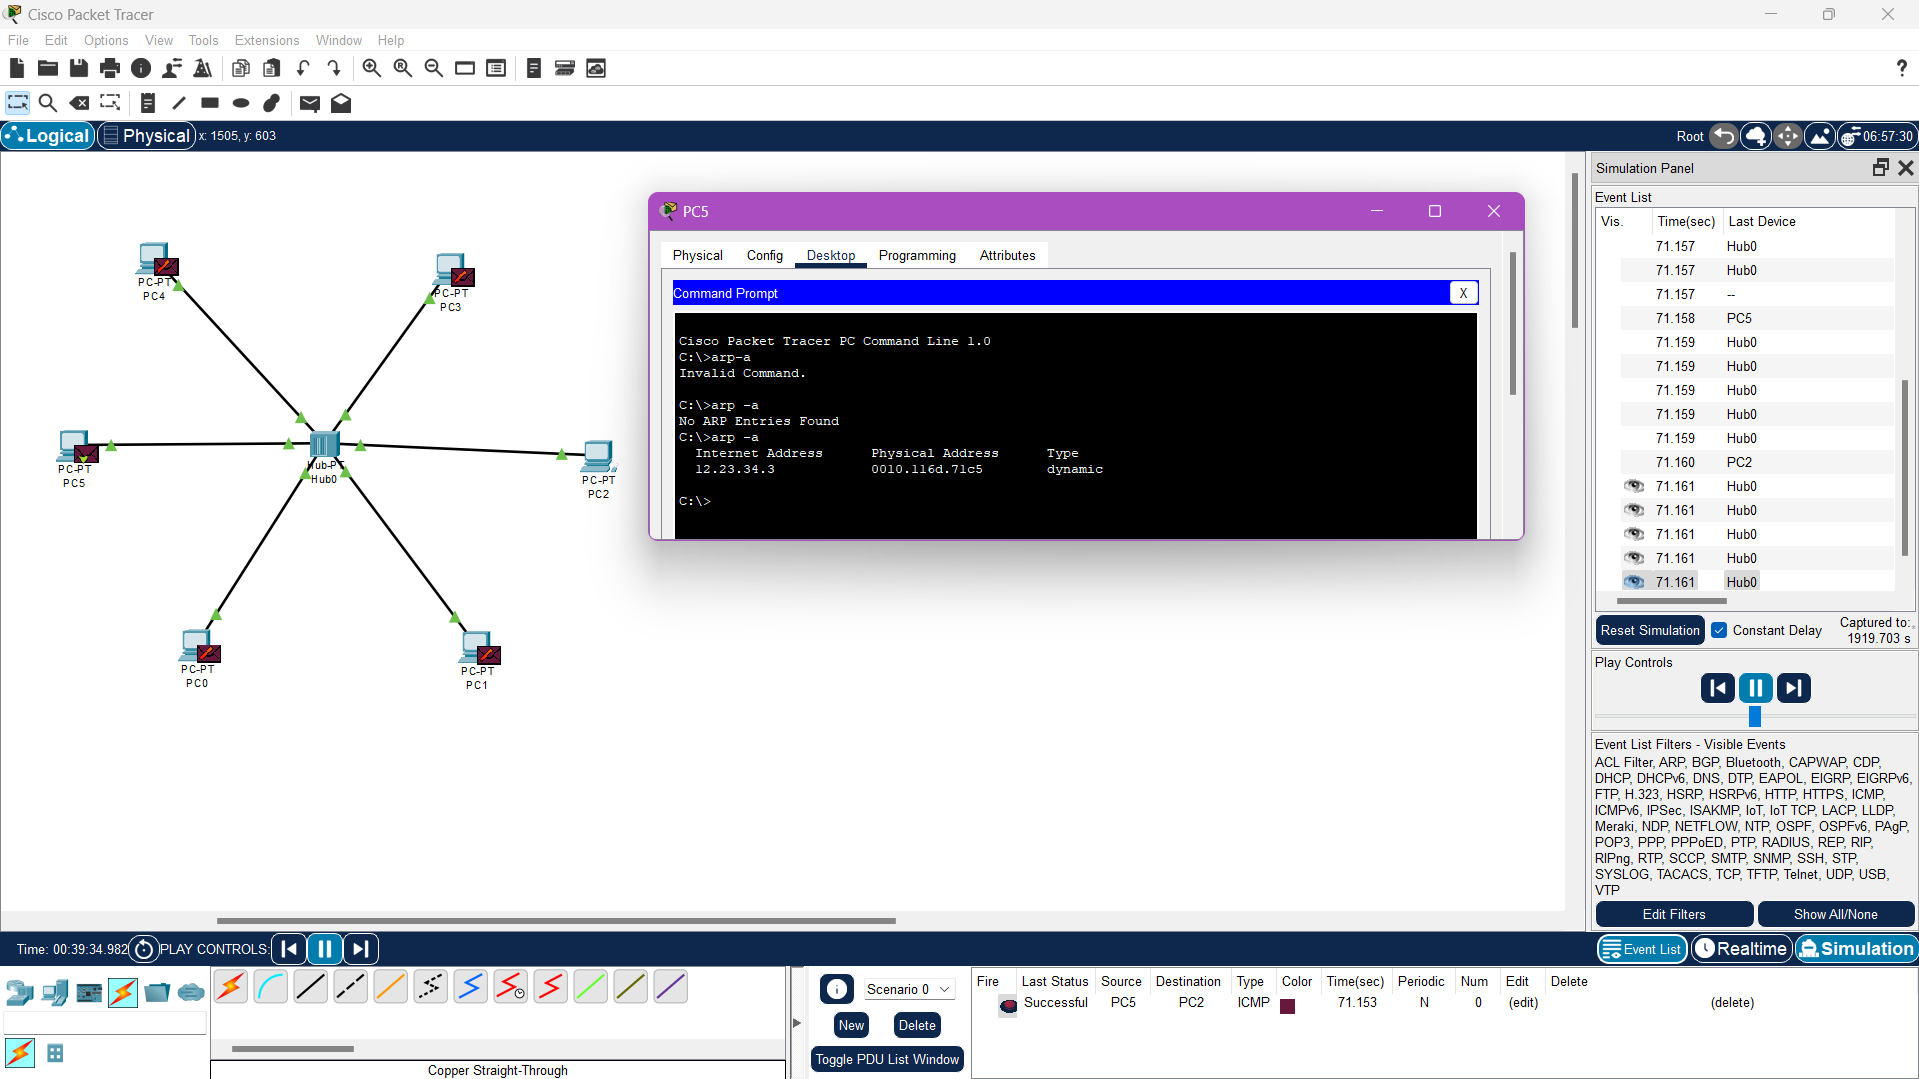 Cisco Packet Tracer
File Edit Options View Tools Extensions Window Help
?
Logical Physical x: 1505, y: 603
Root 06:57:30
PC-PT
PC4
PC-PT
PC3
PC-PT
PC5
Hub-PT
Hub0
PC-PT
PC2
PC-PT
PC0
PC-PT
PC1
PC5
Physical Config Desktop Programming Attributes
Command Prompt
X
Cisco Packet Tracer PC Command Line 1.0
C:\>arp-a
Invalid Command.
C:\>arp -a
No ARP Entries Found
C:\>arp -a
Internet Address Physical Address Type
12.23.34.3 0010.116d.71c5 dynamic
C:\>
Simulation Panel
Event List
Vis. Time(sec) Last Device
71.157 Hub0
71.157 Hub0
71.157 --
71.158 PC5
71.159 Hub0
71.159 Hub0
71.159 Hub0
71.159 Hub0
71.159 Hub0
71.160 PC2
71.161 Hub0
71.161 Hub0
71.161 Hub0
71.161 Hub0
71.161 Hub0
Reset Simulation Constant Delay Captured to:
1919.703 s
Play Controls
Event List Filters - Visible Events
ACL Filter, ARP, BGP, Bluetooth, CAPWAP, CDP,
DHCP, DHCPv6, DNS, DTP, EAPOL, EIGRP, EIGRPv6,
FTP, H.323, HSRP, HSRPv6, HTTP, HTTPS, ICMP,
ICMPv6, IPSec, ISAKMP, IoT, IoT TCP, LACP, LLDP,
Meraki, NDP, NETFLOW, NTP, OSPF, OSPFv6, PAgP,
POP3, PPP, PPPoED, PTP, RADIUS, REP, RIP,
RIPng, RTP, SCCP, SMTP, SNMP, SSH, STP,
SYSLOG, TACACS, TCP, TFTP, Telnet, UDP, USB,
VTP
Edit Filters Show All/None
Time: 00:39:34.982 PLAY CONTROLS:
Event List Realtime Simulation
Scenario 0
New Delete
Toggle PDU List Window
Fire Last Status Source Destination Type Color Time(sec) Periodic Num Edit Delete
Successful PC5 PC2 ICMP 71.153 N 0 (edit) (delete)
Copper Straight-Through